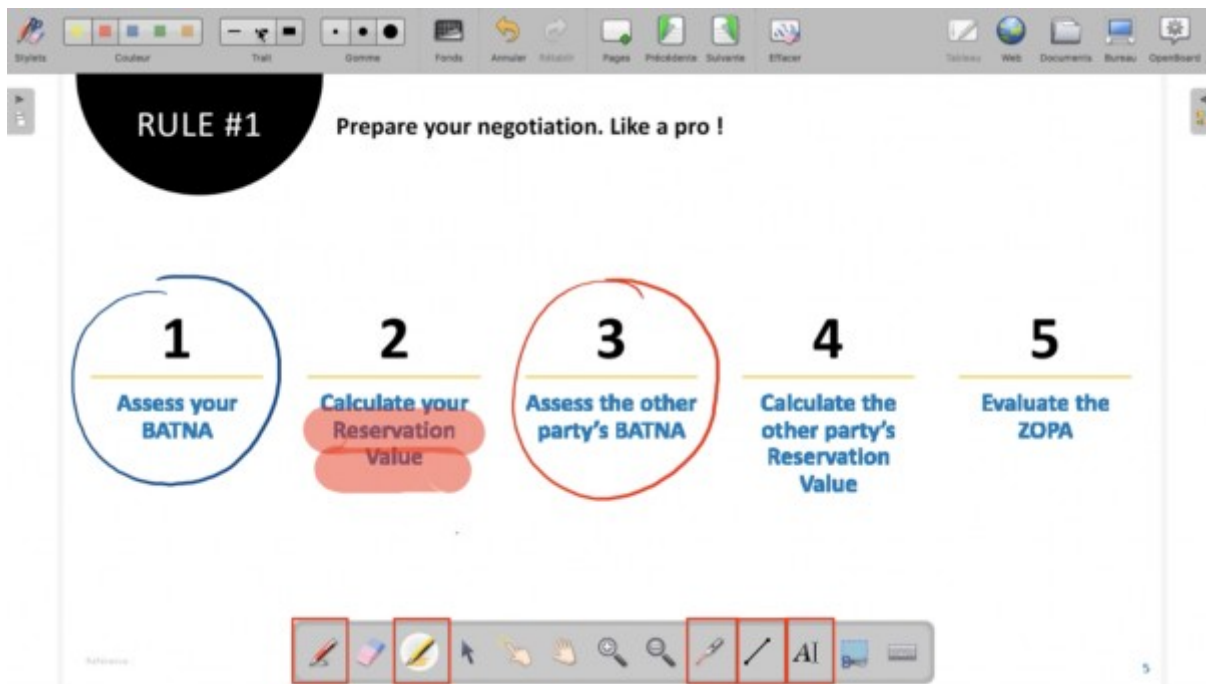 Stylets
Couleur
Trait
Gomme
Fonds
Annuler
Rétablir
Pages
Précédente
Suivante
Effacer
Tableau
Web
Documents
Bureau
OpenBoard
RULE #1
Prepare your negotiation. Like a pro !
1
Assess your
BATNA
2
Calculate your
Reservation
Value
3
Assess the other
party's BATNA
4
Calculate the
other party's
Reservation
Value
5
Evaluate the
ZOPA
AI
5